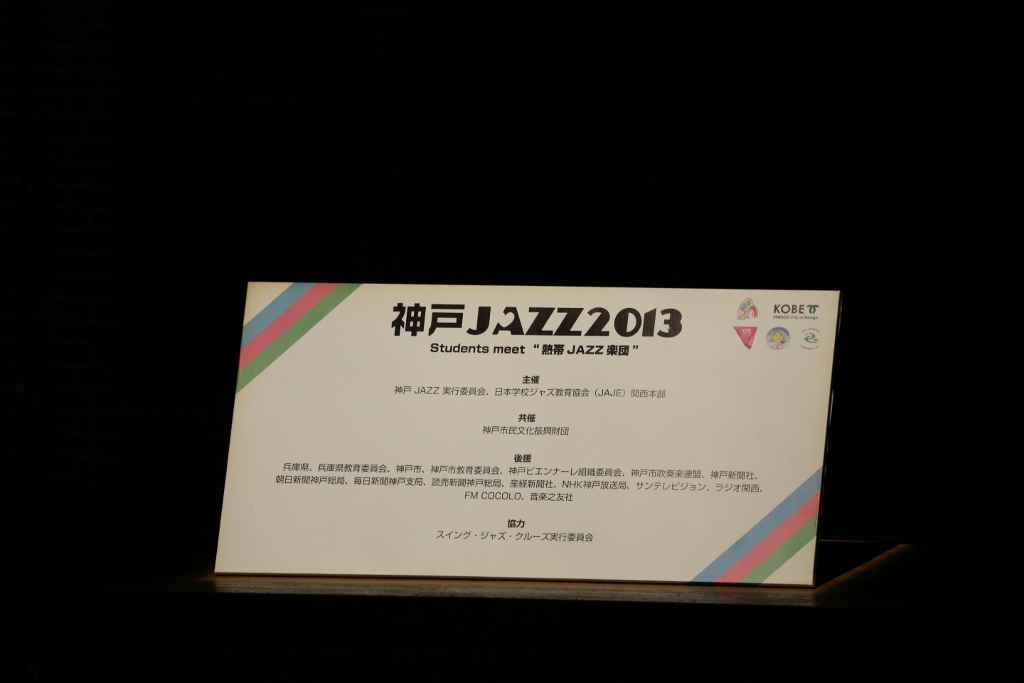 神戸JAZZ2013
KOBE
UNESCO City of Design
Students meet “熱帯JAZZ楽団”
主催
神戸 JAZZ 実行委員会、日本学校ジャズ教育協会（JAJE）関西本部
共催
神戸市民文化振興財団
後援
兵庫県、兵庫県教育委員会、神戸市、神戸市教育委員会、神戸ビエンナーレ組織委員会、神戸市吹奏楽連盟、神戸新聞社、
朝日新聞神戸総局、毎日新聞神戸支局、読売新聞神戸総局、産経新聞社、NHK神戸放送局、サンテレビジョン、ラジオ関西、
FM COCOLO、音楽之友社
協力
スイング・ジャズ・クルーズ実行委員会